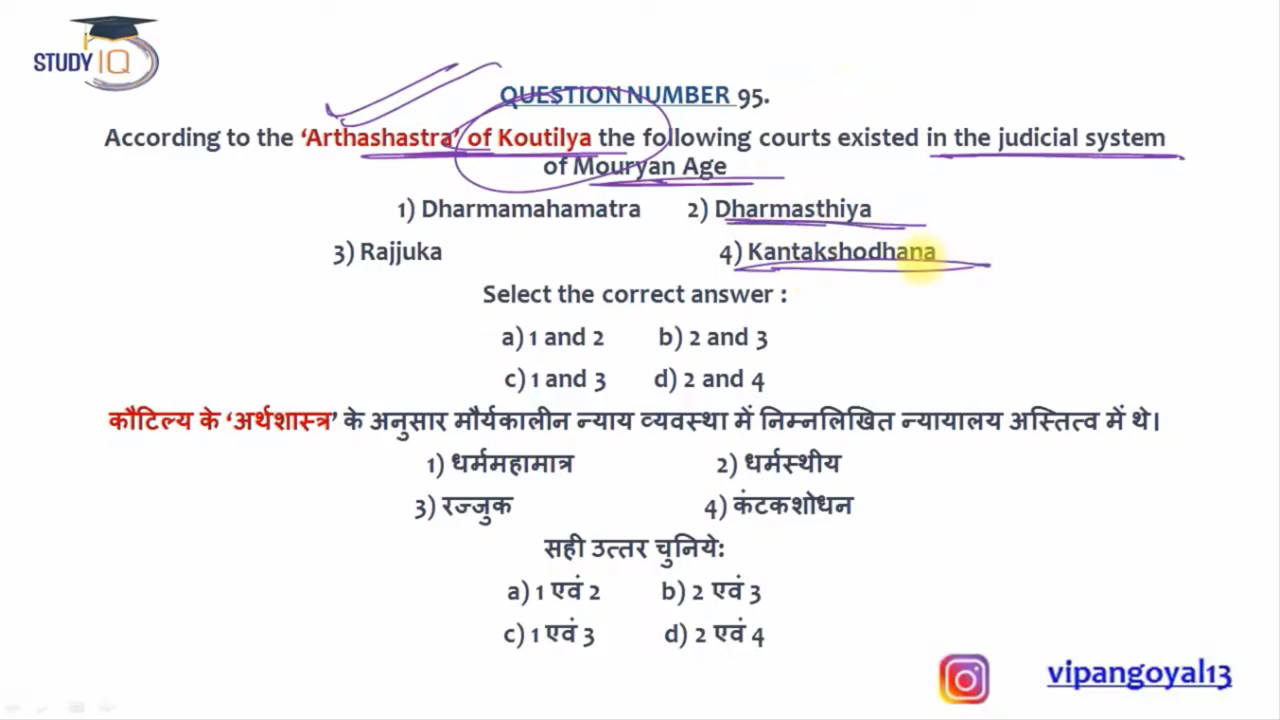 STUDY IQ
QUESTION NUMBER 95.
According to the ‘Arthashastra’ of Koutilya the following courts existed in the judicial system
of Mouryan Age
1) Dharmamahamatra 2) Dharmasthiya
3) Rajjuka 4) Kantakshodhana
Select the correct answer :
a) 1 and 2 b) 2 and 3
c) 1 and 3 d) 2 and 4
कौटिल्य के ‘अर्थशास्त्र’ के अनुसार मौर्यकालीन न्याय व्यवस्था में निम्नलिखित न्यायालय अस्तित्व में थे।
1) धर्ममहामात्र 2) धर्मस्थीय
3) रज्जुक 4) कंटकशोधन
सही उत्तर चुनिये:
a) 1 एवं 2 b) 2 एवं 3
c) 1 एवं 3 d) 2 एवं 4
vipangoyal13